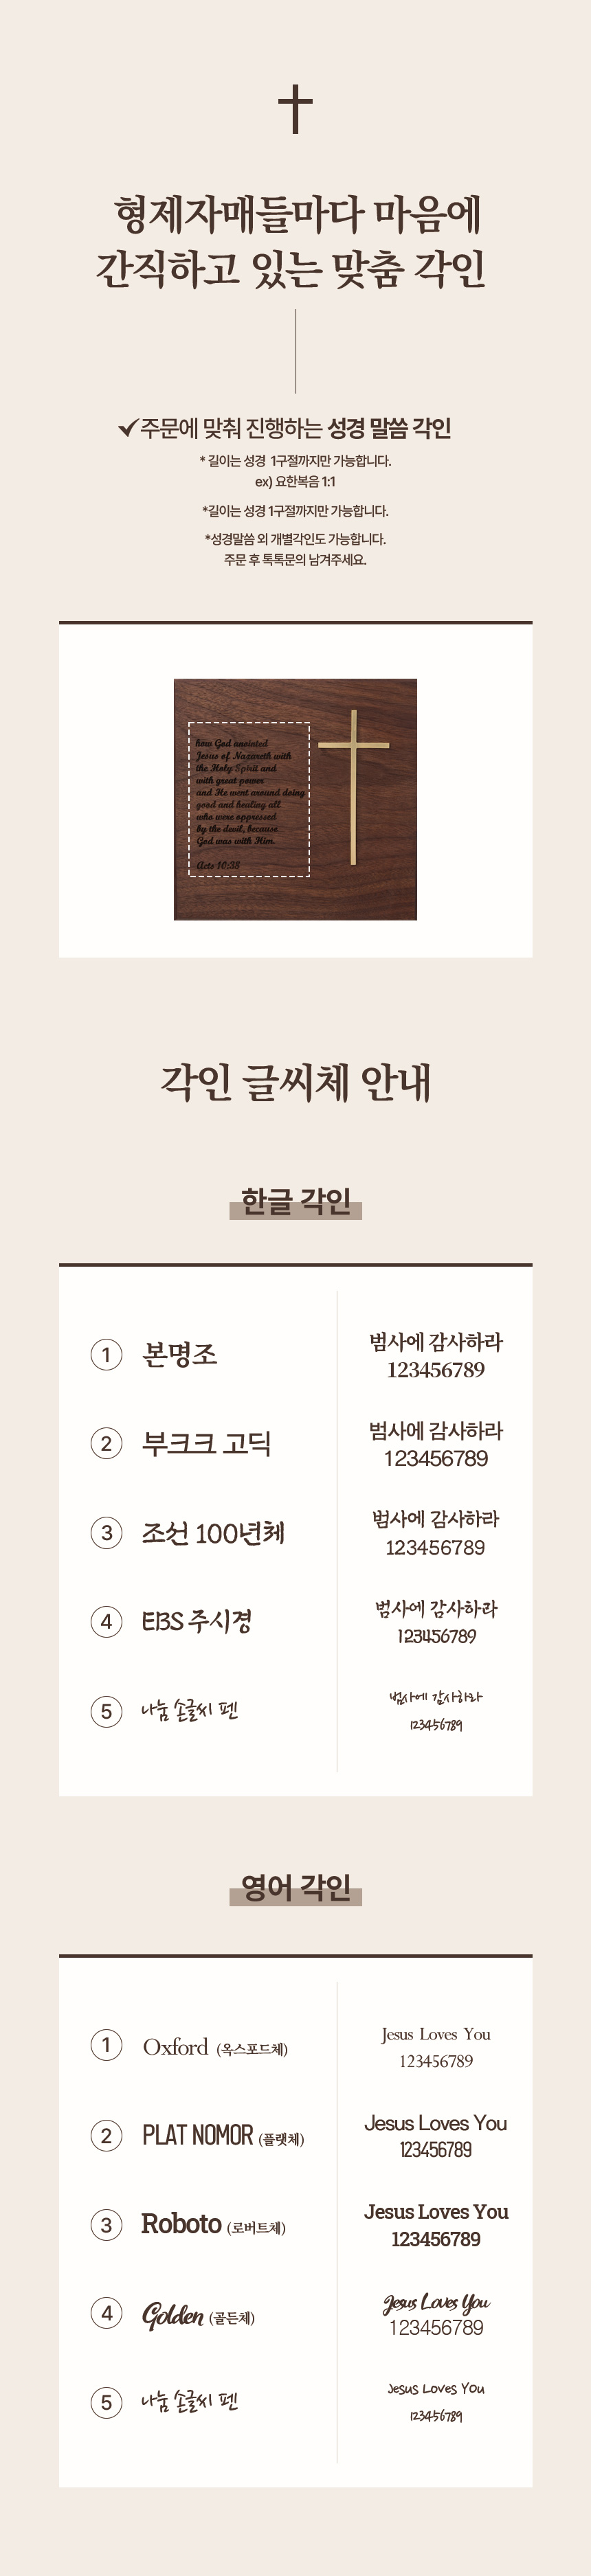 형제자매들마다 마음에
간직하고 있는 맞춤 각인
주문에 맞춰 진행하는 성경 말씀 각인
* 길이는 성경 1구절까지만 가능합니다.
ex) 요한복음 1:1
*길이는 성경 1구절까지만 가능합니다.
*성경말씀 외 개별각인도 가능합니다.
주문 후 톡톡문의 남겨주세요.
how God anointed
Jesus of Nazareth with
the Holy Spirit and
with great power
and He went around doing
good and healing all
who were oppressed
by the devil, because
God was with Him.
Acts 10:38
각인 글씨체 안내
한글 각인
1 본명조
범사에 감사하라
123456789
2 부크크 고딕
범사에 감사하라
123456789
3 조선 100년체
범사에 감사하라
123456789
4 EBS 주시경
범사에 감사하라
123456789
5 나눔 손글씨 펜
범사에 감사하라
123456789
영어 각인
1 Oxford (옥스포드체)
Jesus Loves You
123456789
2 PLAT NOMOR (플랫체)
Jesus Loves You
123456789
3 Roboto (로버트체)
Jesus Loves You
123456789
4 Golden (골든체)
Jesus Loves You
123456789
5 나눔 손글씨 펜
Jesus Loves You
123456789